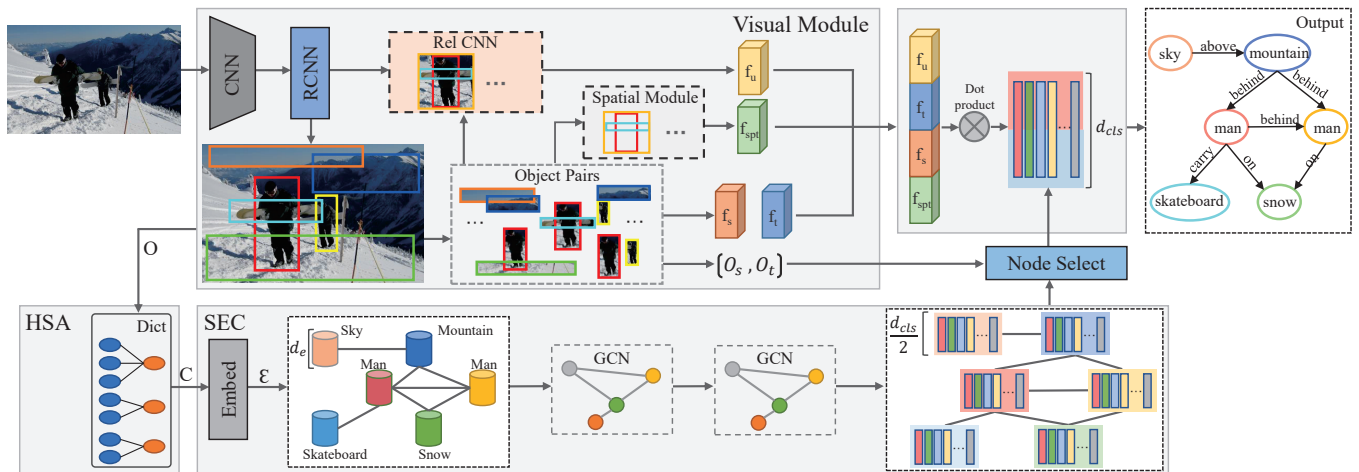 Visual Module
CNN
RCNN
Rel CNN
...
Spatial Module
...
f_u
f_spt
Object Pairs
...
...
f_s
f_t
{O_s , O_t}
f_u
f_t
f_s
f_spt
Dot
product
...
d_cls
Output
sky
above
mountain
behind
behind
man
behind
man
carry
on
on
skateboard
snow
Node Select
O
HSA
Dict
C
SEC
Embed
ε
d_e
Sky
Mountain
Man
Man
Skateboard
Snow
GCN
GCN
d_cls
2
...
...
...
...
...
...